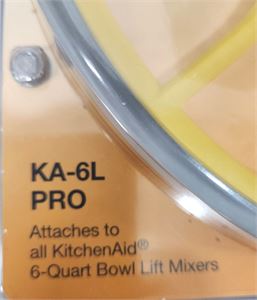 KA-6L
PRO
Attaches to
all KitchenAid®
6-Quart Bowl Lift Mixers